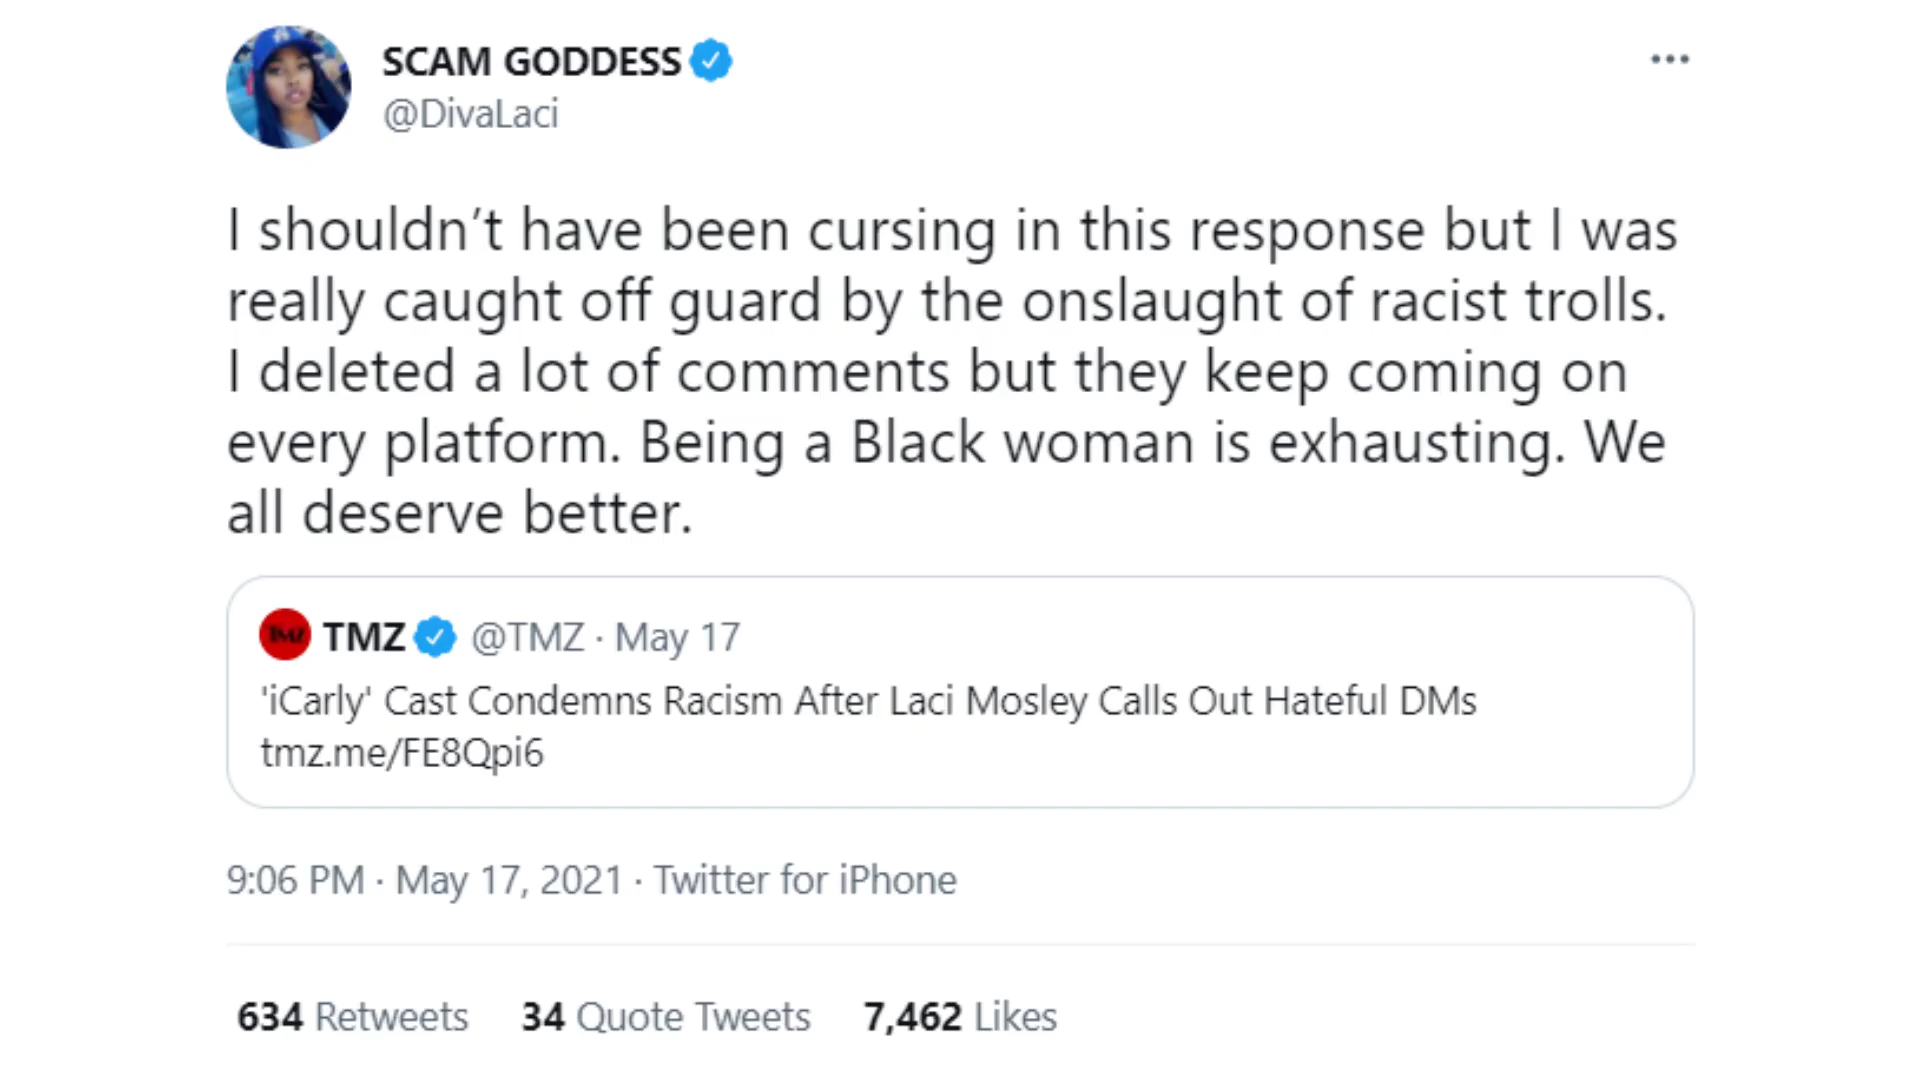 SCAM GODDESS
@DivaLaci
I shouldn’t have been cursing in this response but I was
really caught off guard by the onslaught of racist trolls.
I deleted a lot of comments but they keep coming on
every platform. Being a Black woman is exhausting. We
all deserve better.
TMZ TMZ @TMZ · May 17
'iCarly' Cast Condemns Racism After Laci Mosley Calls Out Hateful DMs
tmz.me/FE8Qpi6
9:06 PM · May 17, 2021 · Twitter for iPhone
634 Retweets 34 Quote Tweets 7,462 Likes